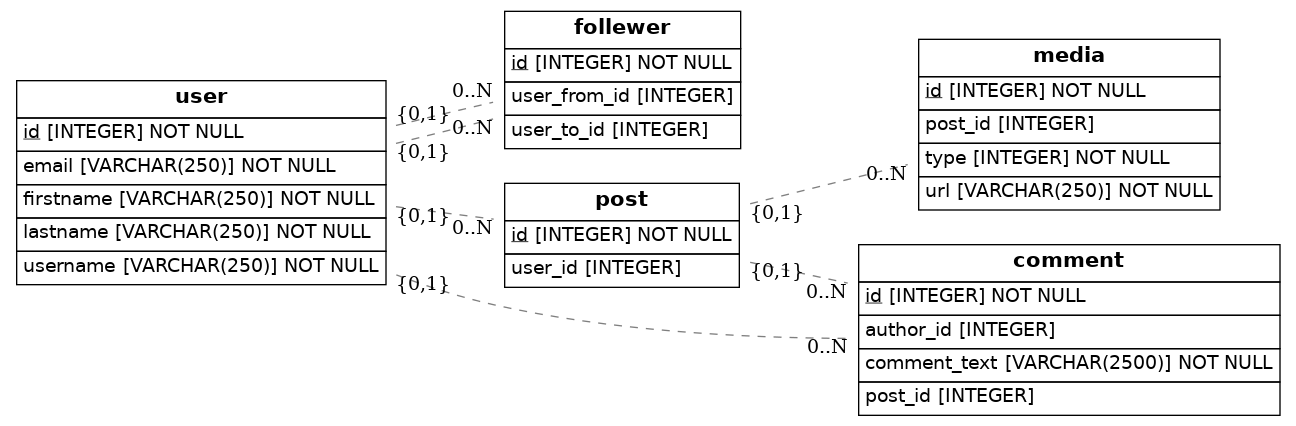 user
id [INTEGER] NOT NULL
email [VARCHAR(250)] NOT NULL
firstname [VARCHAR(250)] NOT NULL
lastname [VARCHAR(250)] NOT NULL
username [VARCHAR(250)] NOT NULL
{0,1}
0..N
{0,1}
0..N
{0,1}
0..N
{0,1}
0..N
follewer
id [INTEGER] NOT NULL
user_from_id [INTEGER]
user_to_id [INTEGER]
post
id [INTEGER] NOT NULL
user_id [INTEGER]
{0,1}
0..N
{0,1}
0..N
media
id [INTEGER] NOT NULL
post_id [INTEGER]
type [INTEGER] NOT NULL
url [VARCHAR(250)] NOT NULL
comment
id [INTEGER] NOT NULL
author_id [INTEGER]
comment_text [VARCHAR(2500)] NOT NULL
post_id [INTEGER]